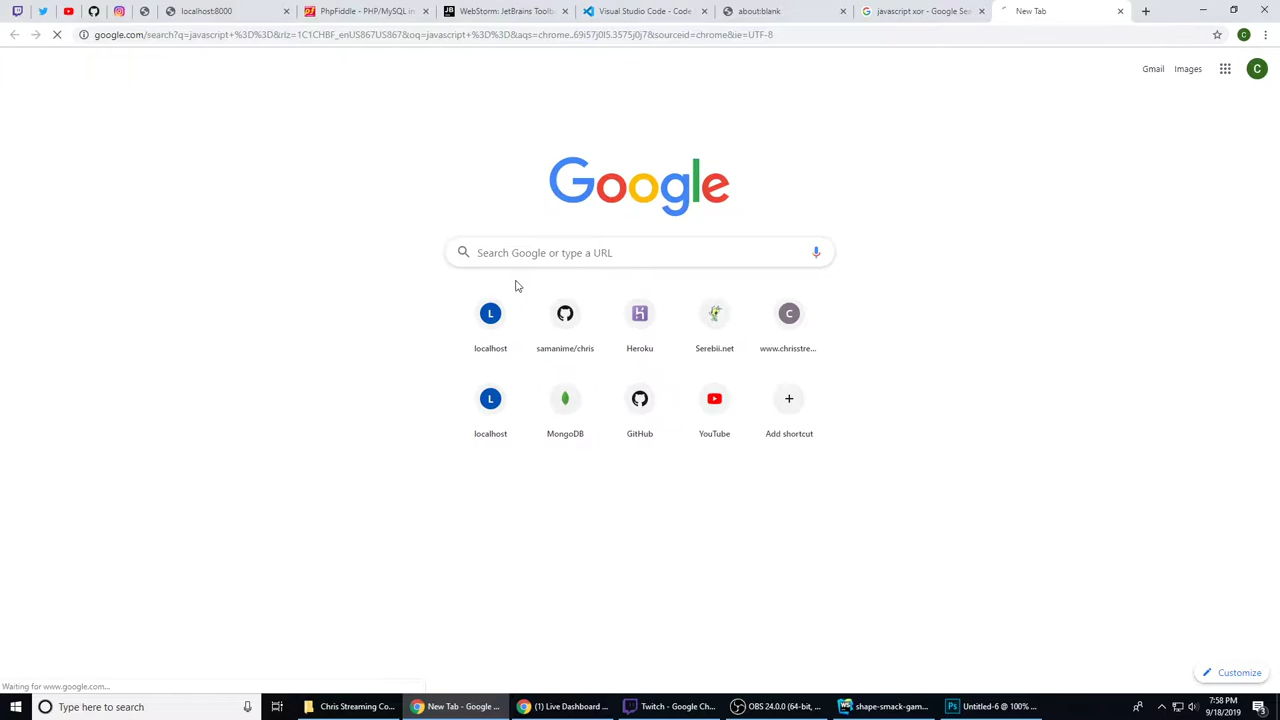 localhost:8000
PhpFiddle - PHP/MySQL in
WebStorm: JetBrains Toolb
Visual Studio Code - Code
about:blank
javascript xor - Google Sea
New Tab
google.com/search?q=javascript+%3D%3D&rlz=1C1CHBF_enUS867US867&oq=javascript+%3D%3D&aqs=chrome..69i57j0l5.3575j0j7&sourceid=chrome&ie=UTF-8
C
Gmail
Images
C
Google
Search Google or type a URL
L
C
localhost
samanime/chris
Heroku
Serebii.net
www.chrisstre...
L
localhost
MongoDB
GitHub
YouTube
Add shortcut
Customize
Waiting for www.google.com...
Type here to search
Chris Streaming Co...
New Tab - Google ...
(1) Live Dashboard ...
Twitch - Google Ch...
OBS 24.0.0 (64-bit, ...
WS
shape-smack-gam...
Ps
Untitled-6 @ 100% ...
7:58 PM
9/18/2019